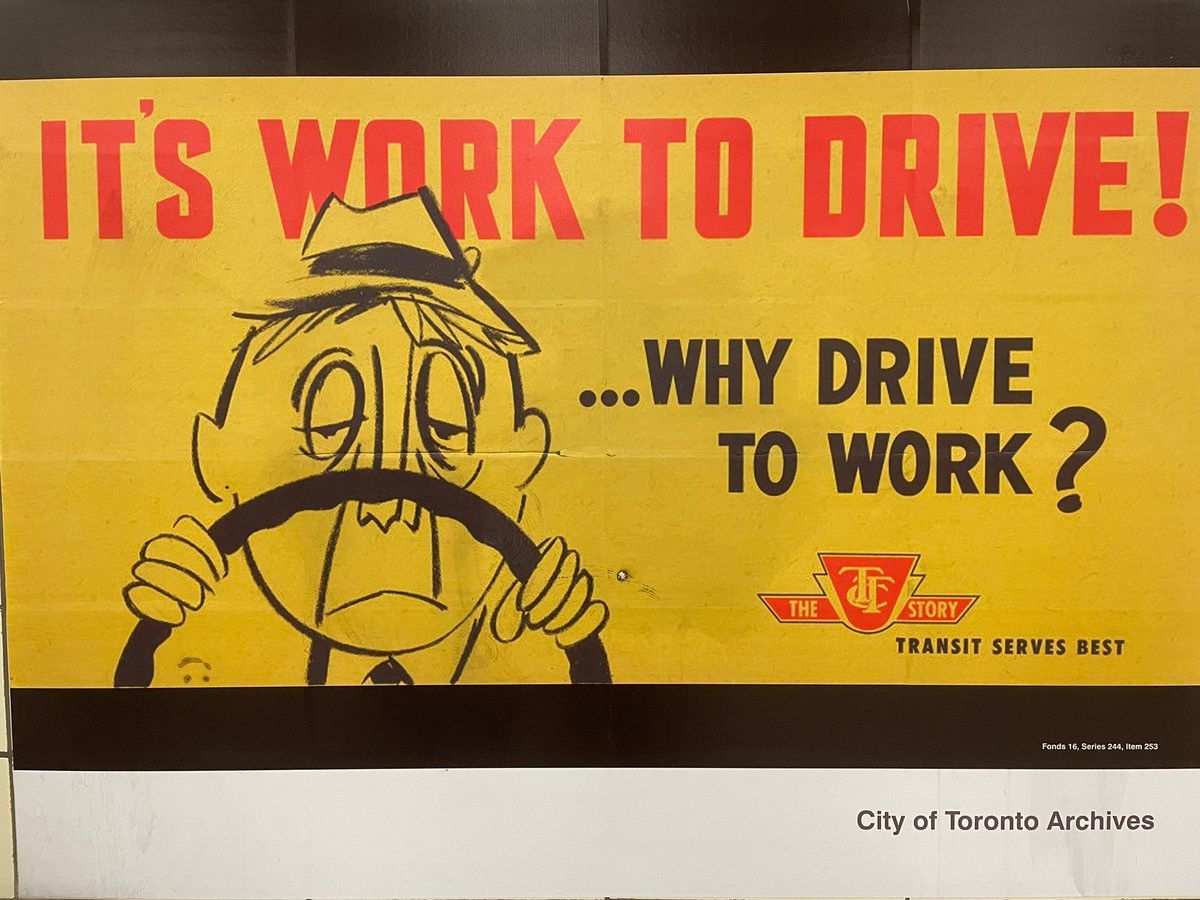 IT'S WORK TO DRIVE!
...WHY DRIVE
TO WORK?
THE TTC STORY
TRANSIT SERVES BEST
Fonds 16, Series 244, Item 253
City of Toronto Archives